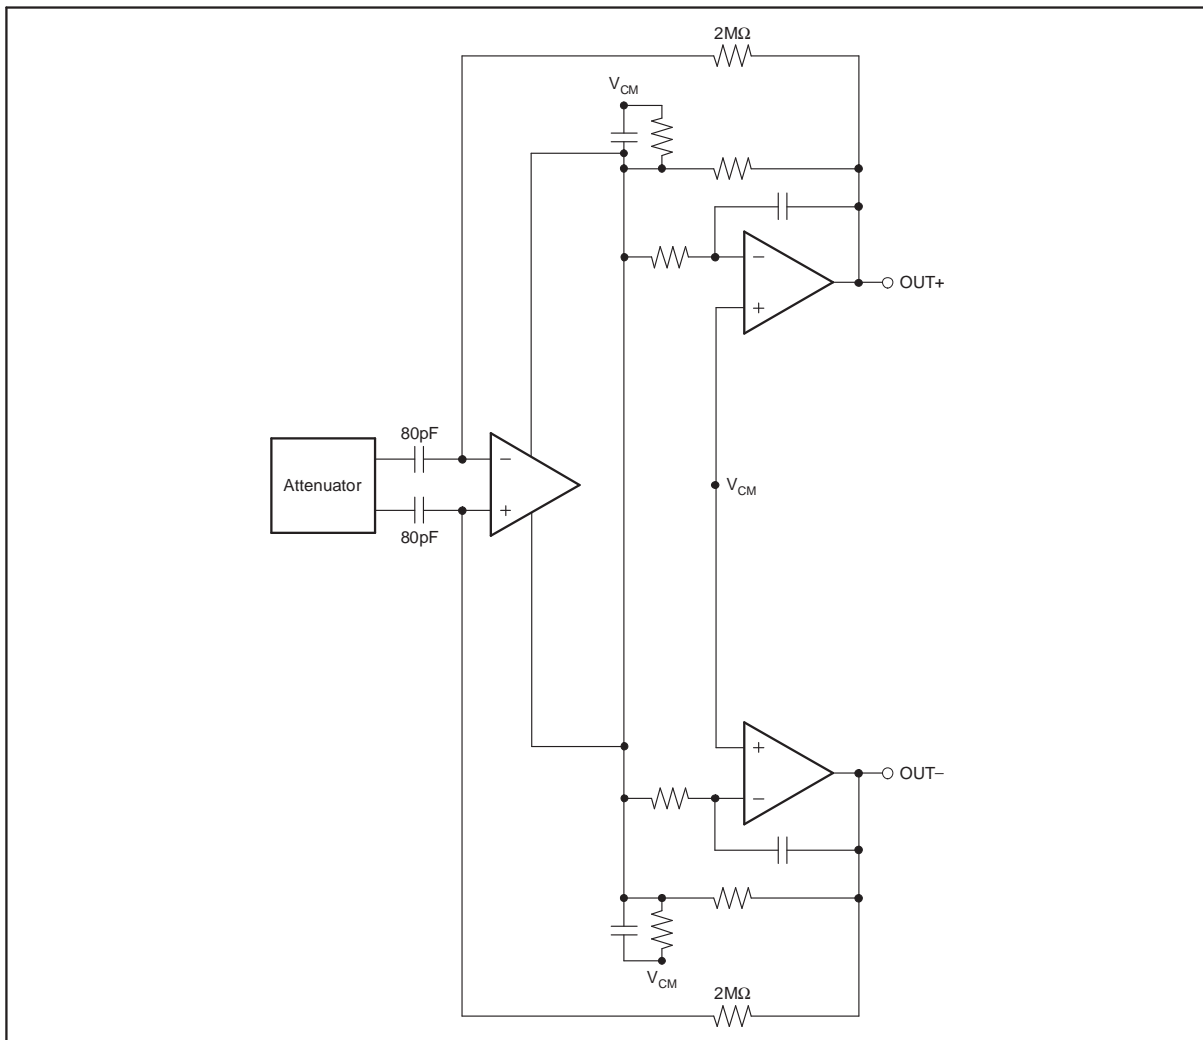 2MΩ
VCM
−
+
OUT+
80pF
Attenuator
−
+
80pF
VCM
+
−
OUT−
VCM
2MΩ